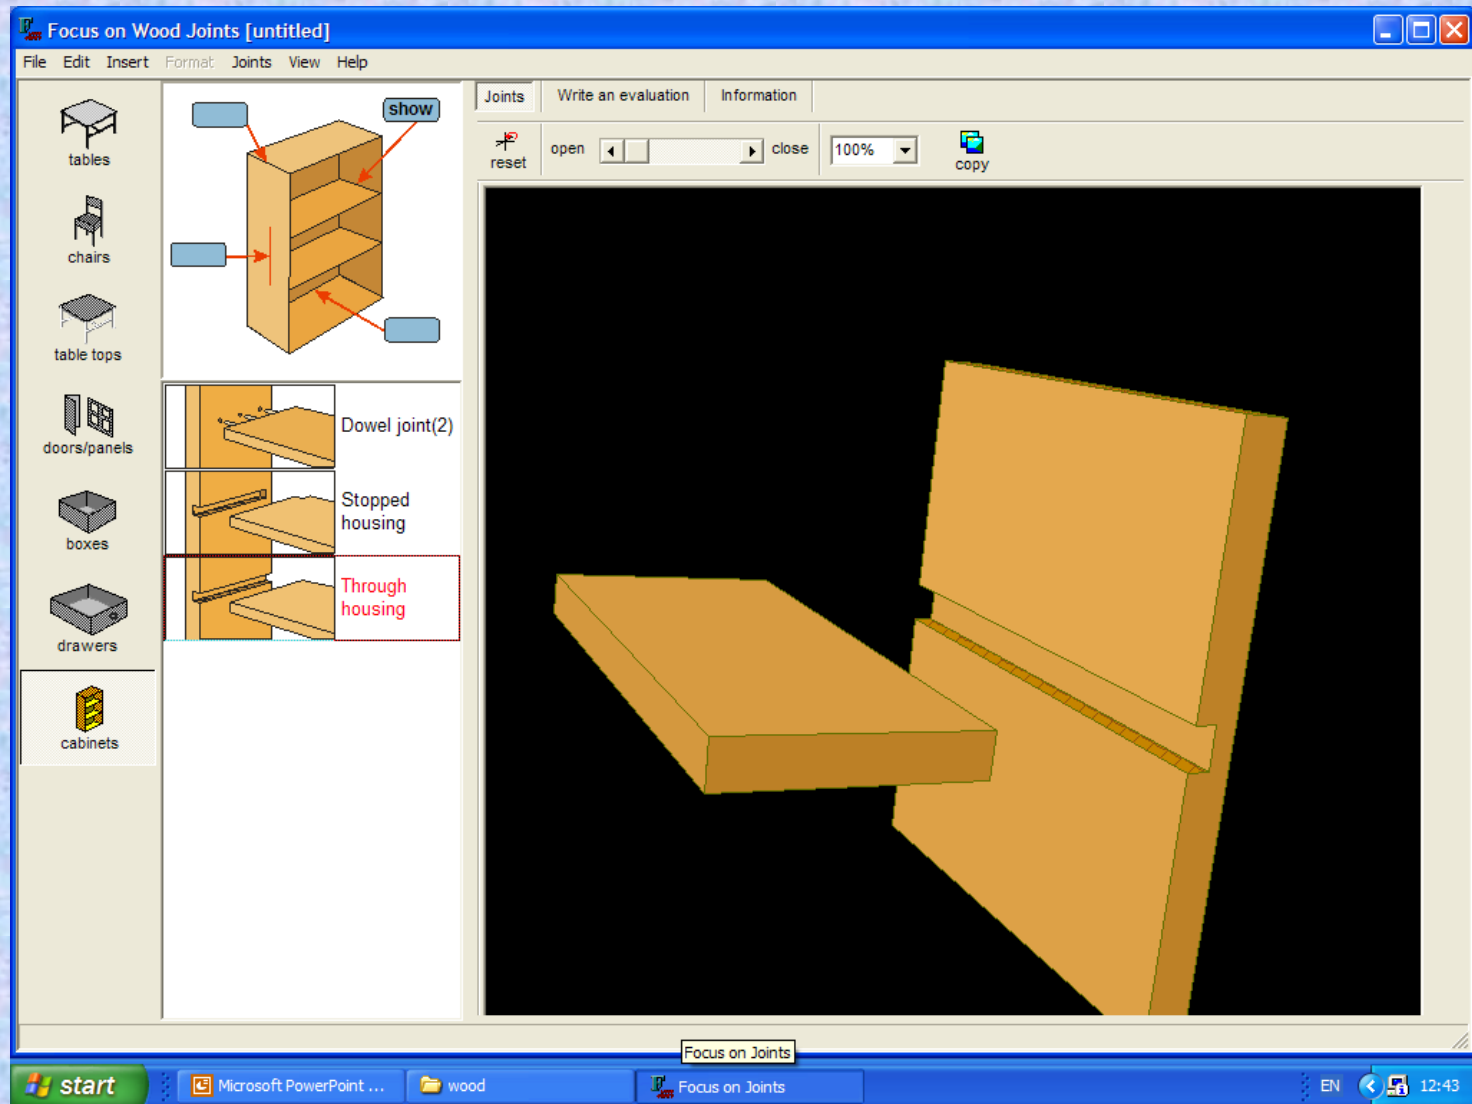 Focus on Wood Joints [untitled]
File Edit Insert Format Joints View Help
tables
chairs
table tops
doors/panels
boxes
drawers
cabinets
show
Dowel joint(2)
Stopped
housing
Through
housing
Joints Write an evaluation Information
reset open close 100% copy
Focus on Joints
start Microsoft PowerPoint ... wood Focus on Joints EN 12:43